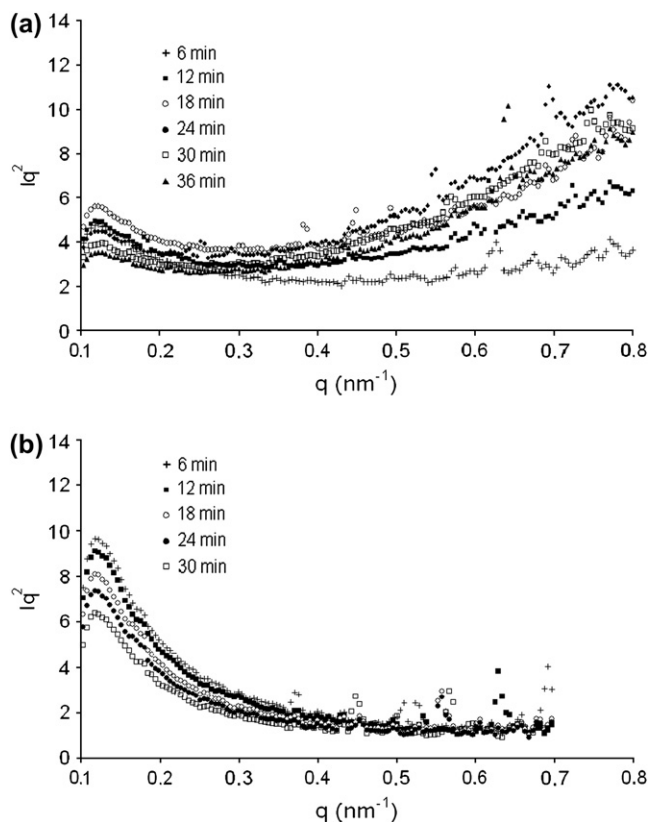 (a)
14
12
10
8
6
4
2
0
Iq²
+ 6 min
▪ 12 min
○ 18 min
● 24 min
□ 30 min
▲ 36 min
0.1 0.2 0.3 0.4 0.5 0.6 0.7 0.8
q (nm⁻¹)
(b)
14
12
10
8
6
4
2
0
Iq²
+ 6 min
▪ 12 min
○ 18 min
● 24 min
□ 30 min
0.1 0.2 0.3 0.4 0.5 0.6 0.7 0.8
q (nm⁻¹)